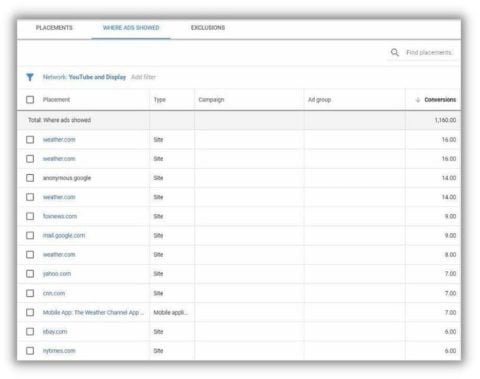 PLACEMENTS WHERE ADS SHOWED EXCLUSIONS
Find placements
Network: YouTube and Display Add filter
Placement Type Campaign Ad group ↓ Conversions
Total: Where ads showed 1,160.00
weather.com Site 16.00
weather.com Site 16.00
anonymous.google Site 14.00
weather.com Site 14.00
foxnews.com Site 9.00
mail.google.com Site 9.00
weather.com Site 8.00
yahoo.com Site 7.00
cnn.com Site 7.00
Mobile App: The Weather Channel App ... Mobile appli... 7.00
ebay.com Site 6.00
nytimes.com Site 6.00